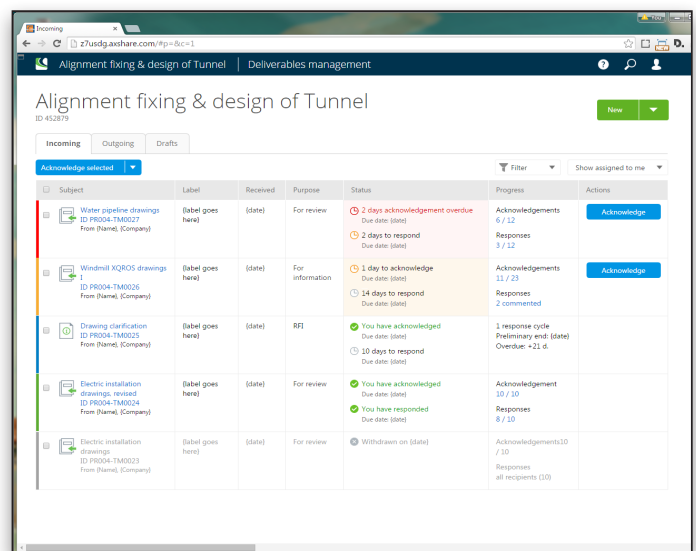 Incoming
You
z7usdg.axshare.com/#p=&c=1
D.
Alignment fixing & design of Tunnel | Deliverables management
?
Alignment fixing & design of Tunnel
ID 452879
New
Incoming Outgoing Drafts
Acknowledge selected
Filter
Show assigned to me
Subject Label Received Purpose Status Progress Actions
Water pipeline drawings
ID PR004-TM0027
From {Name}, {Company}
{label goes
here}
{date}
For review
2 days acknowledgement overdue
Due date: {date}
2 days to respond
Due date: {date}
Acknowledgements
6 / 12
Responses
3 / 12
Acknowledge
Windmill XQROS drawings
I
ID PR004-TM0026
From {Name}, {Company}
{label goes
here}
{date}
For
information
1 day to acknowledge
Due date: {date}
14 days to respond
Due date: {date}
Acknowledgements
11 / 23
Responses
2 commented
Acknowledge
Drawing clarification
ID PR004-TM0025
From {Name}, {Company}
{label goes
here}
{date}
RFI
You have acknowledged
Due date: {date}
10 days to respond
Due date: {date}
1 response cycle
Preliminary end: {date}
Overdue: +21 d.
Electric installation
drawings. revised
ID PR004-TM0024
From {Name}, {Company}
{label goes
here}
{date}
For review
You have acknowledged
Due date: {date}
You have responded
Due date: {date}
Acknowledgement
10 / 10
Responses
8 / 10
Electric installation
drawings
ID PR004-TM0023
From {Name}, {Company}
{label goes
here}
{date}
For review
Withdrawn on {date}
Acknowledgements10
/ 10
Responses
all recipients (10)